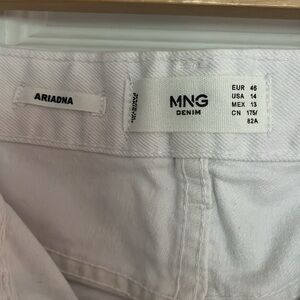 ARIADNA
MNG
DENIM
EUR 46
USA 14
MEX 13
CN 175/
82A